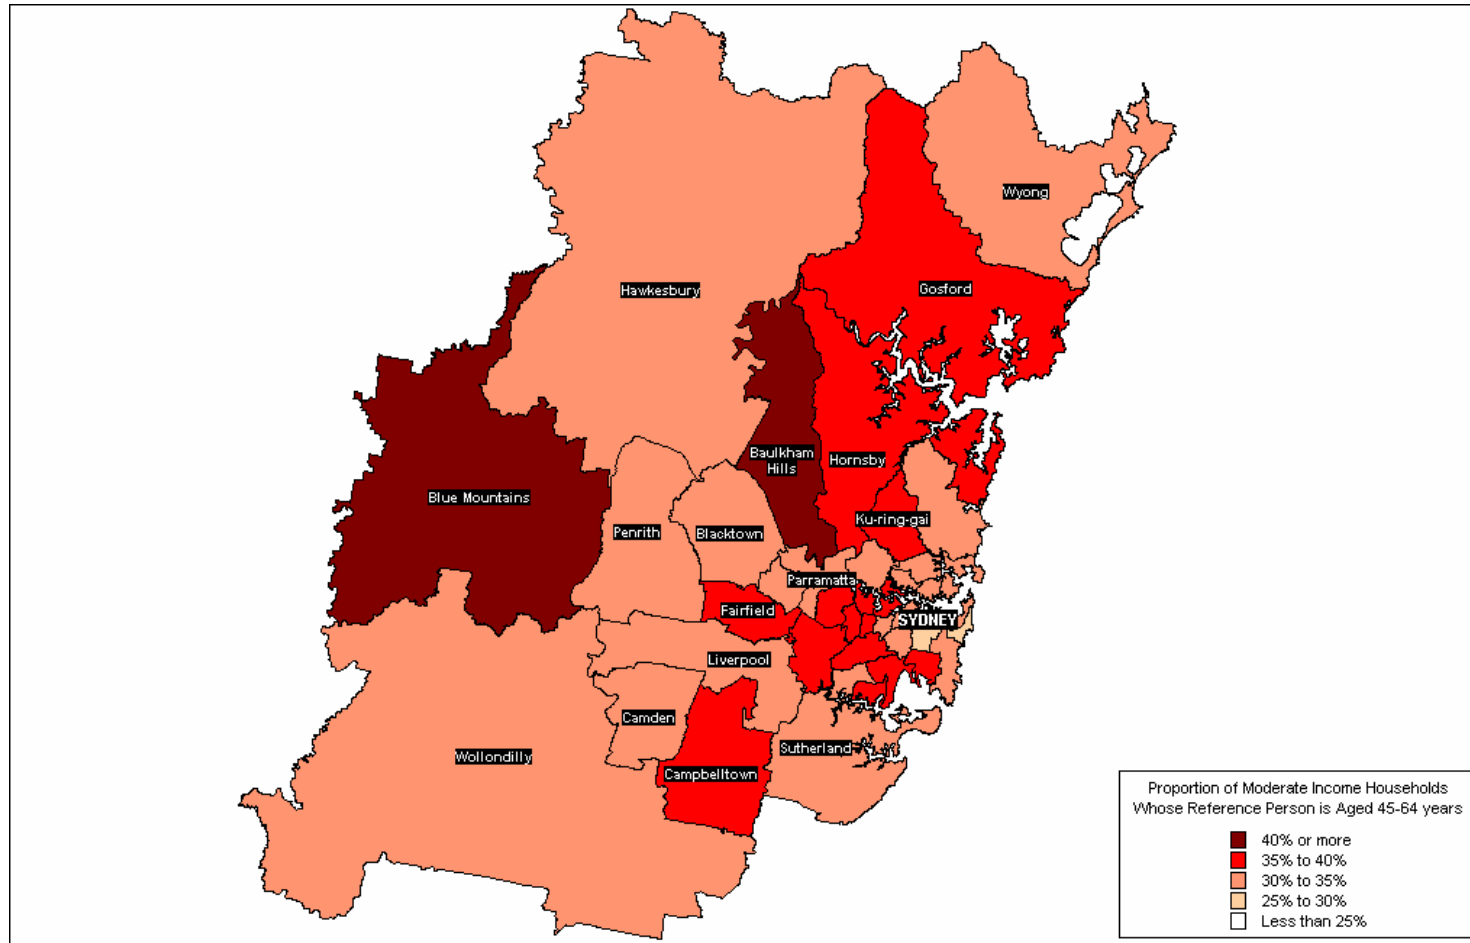 Wyong
Hawkesbury
Gosford
Baulkham
Hills
Hornsby
Blue Mountains
Ku-ring-gai
Penrith
Blacktown
Parramatta
Fairfield
SYDNEY
Liverpool
Camden
Sutherland
Wollondilly
Campbelltown
Proportion of Moderate Income Households
Whose Reference Person is Aged 45-64 years
40% or more
35% to 40%
30% to 35%
25% to 30%
Less than 25%